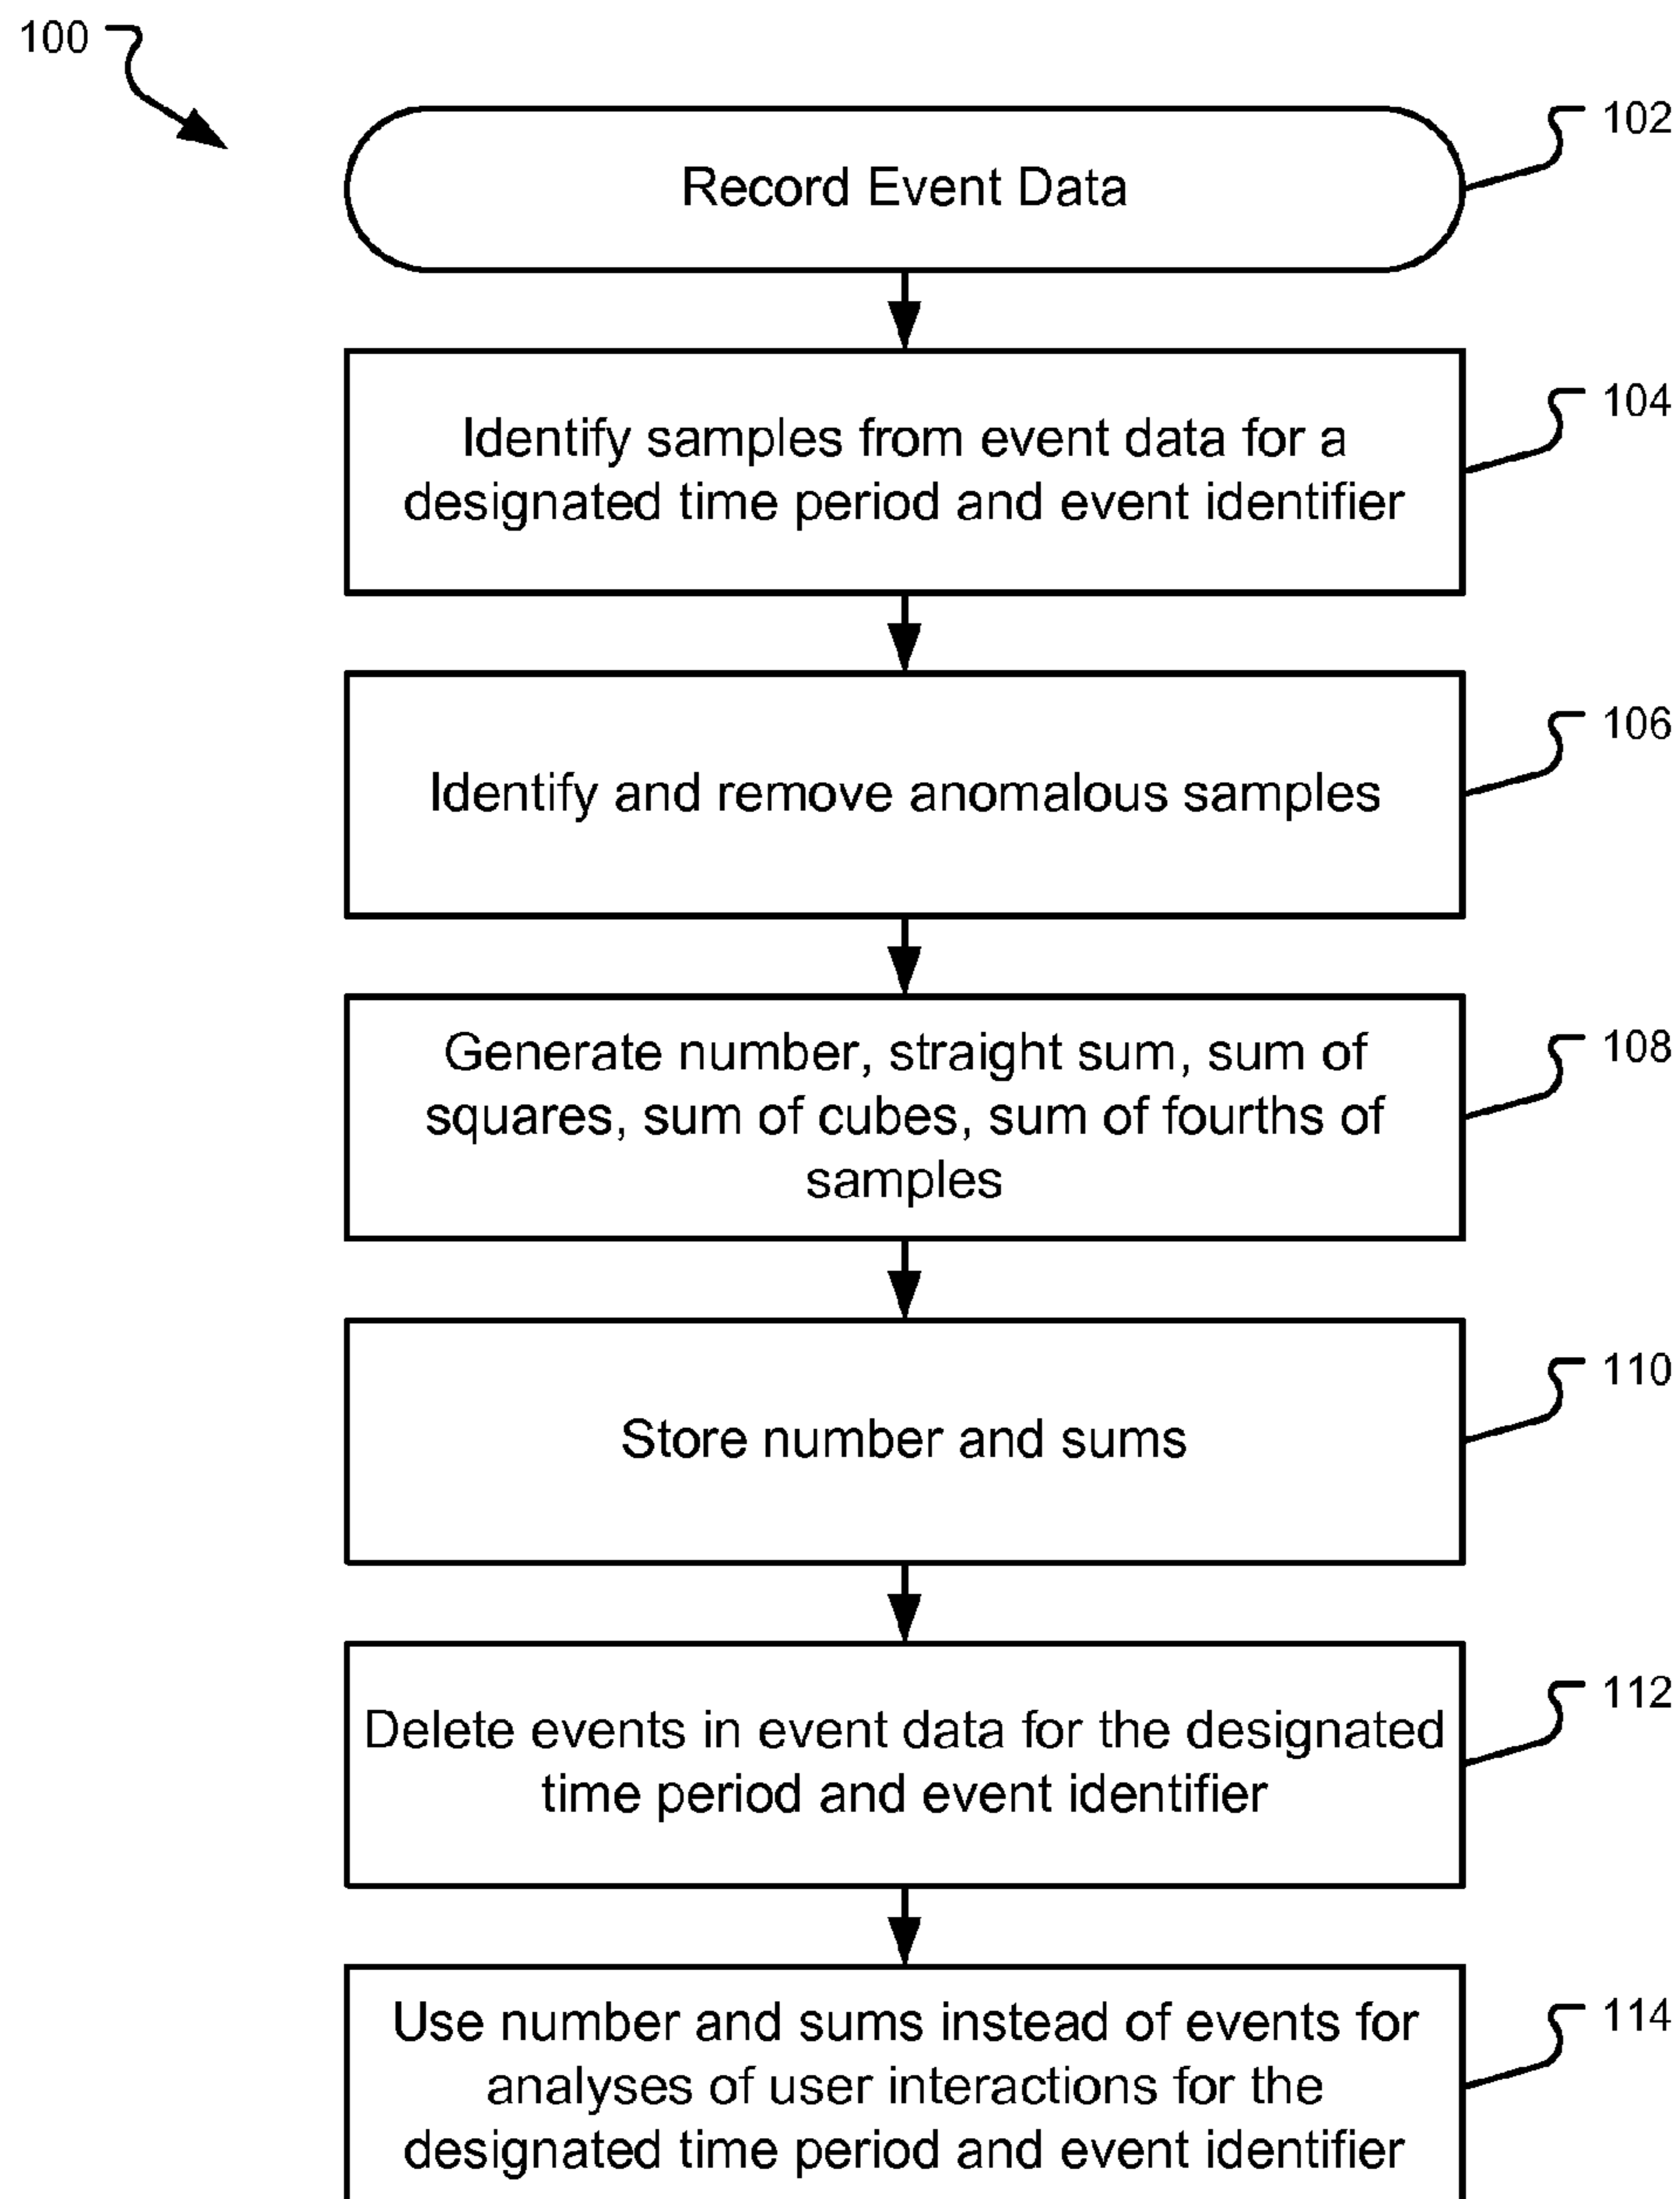 100
102
Record Event Data
104
Identify samples from event data for a
designated time period and event identifier
106
Identify and remove anomalous samples
108
Generate number, straight sum, sum of
squares, sum of cubes, sum of fourths of
samples
110
Store number and sums
112
Delete events in event data for the designated
time period and event identifier
114
Use number and sums instead of events for
analyses of user interactions for the
designated time period and event identifier